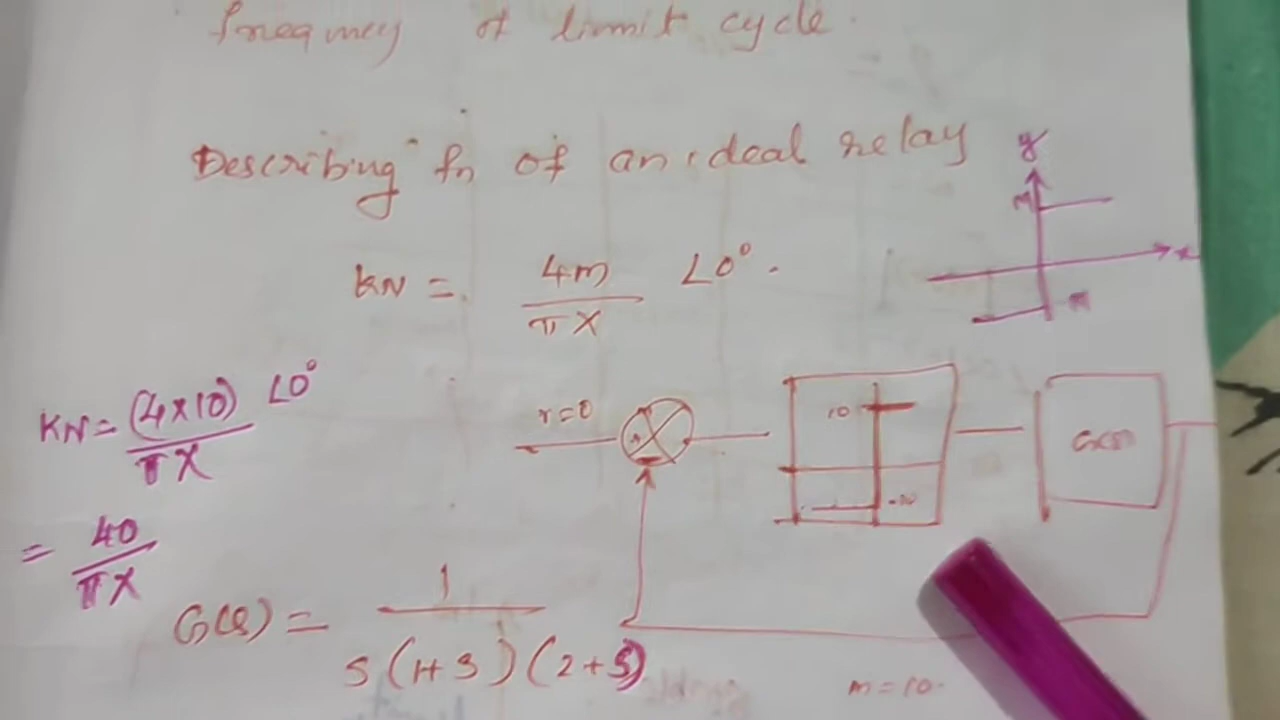 frequency of limit cycle.
Describing fn of an ideal relay
y
m
x
-m
KN = 4m / πX ∠0°.
KN = (4×10) / πX ∠0°
= 40 / πX
r=0
10
-10
G(s)
G(s) = 1 / s(1+s)(2+s)
m=10.